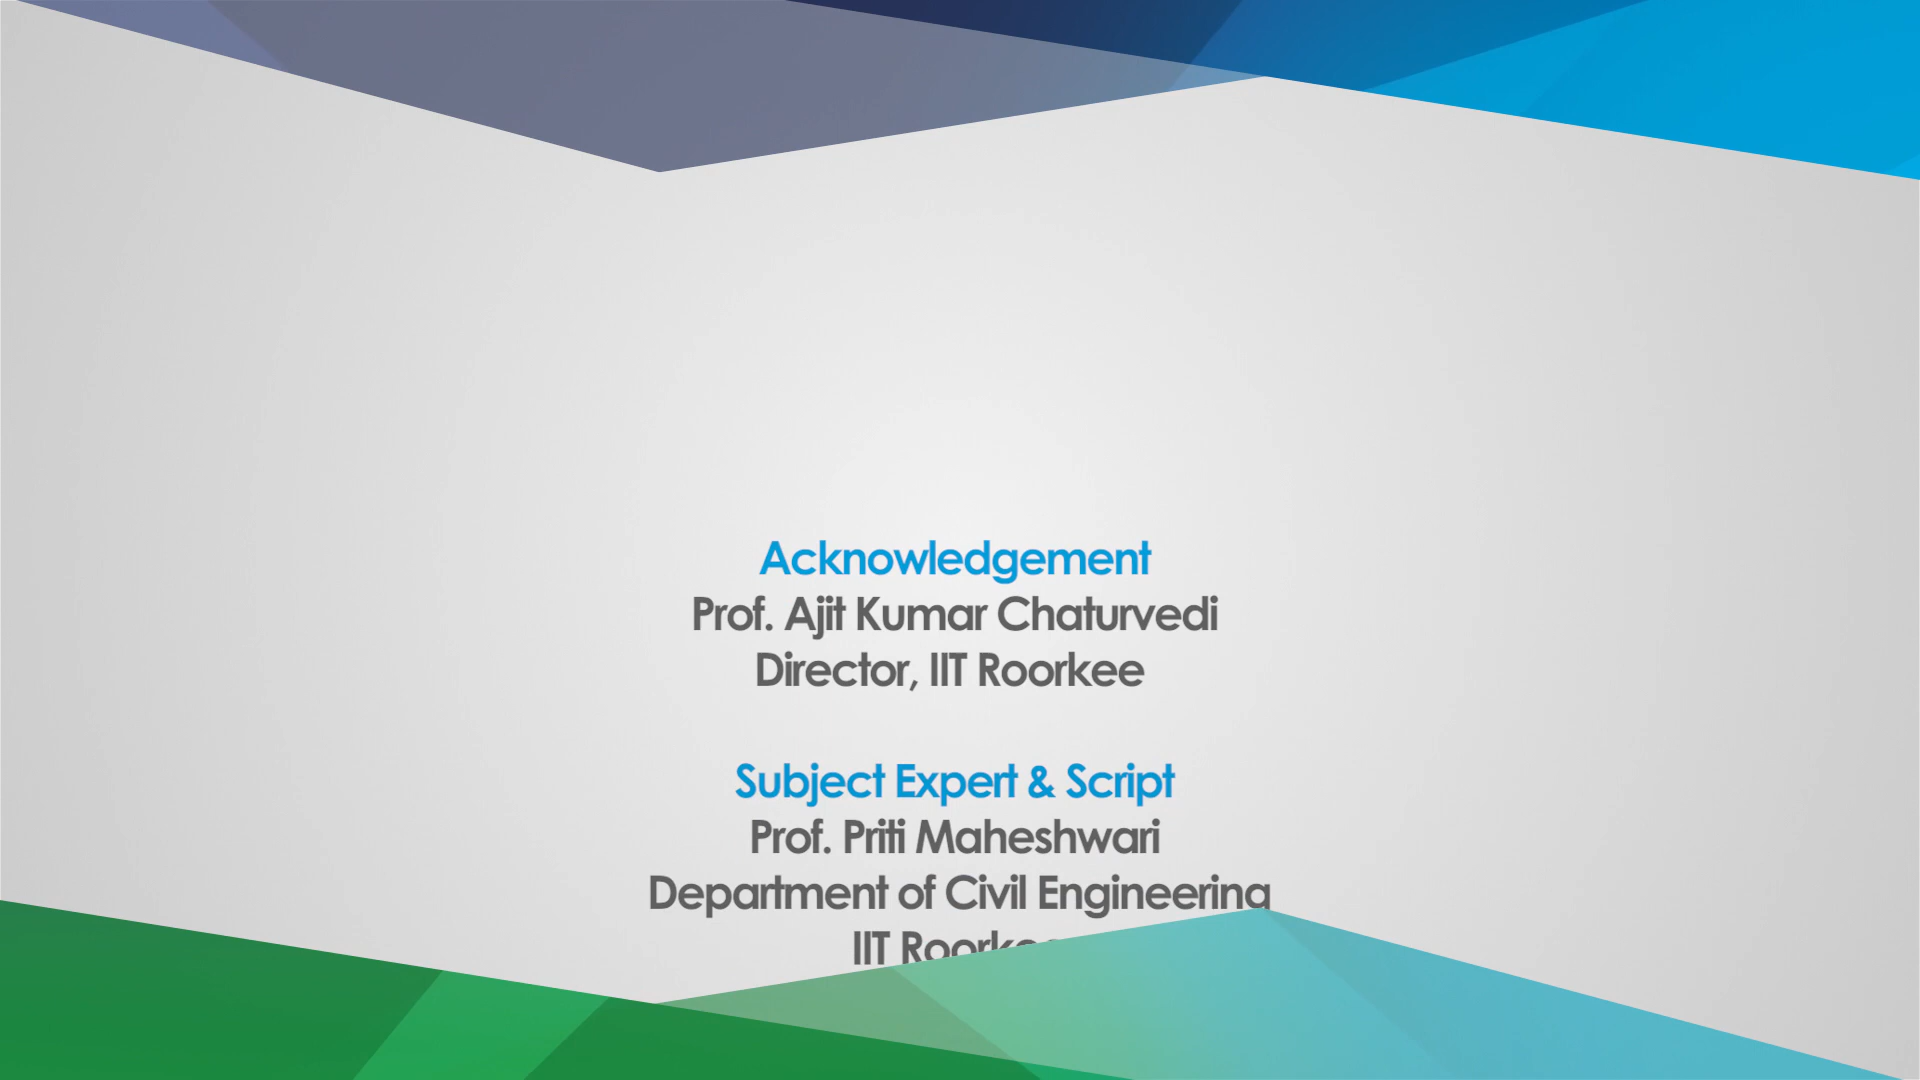 Acknowledgement
Prof. Ajit Kumar Chaturvedi
Director, IIT Roorkee
Subject Expert & Script
Prof. Priti Maheshwari
Department of Civil Engineering
IIT Roorkee